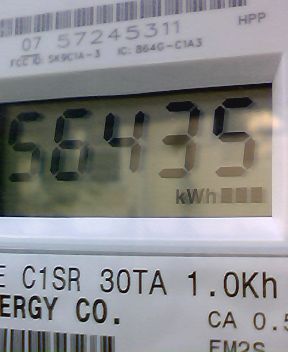 HPP
07 57245311
FCC ID: SK9C1A-3 IC: 864G-C1A3
56435
kWh
E C1SR 30TA 1.0Kh
ERGY CO.
CA 0.5
FM2S